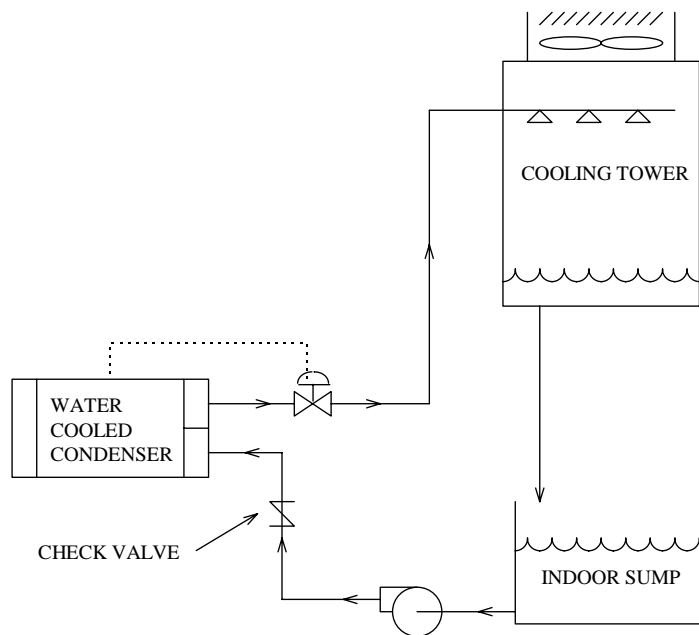 COOLING TOWER
WATER
COOLED
CONDENSER
CHECK VALVE
INDOOR SUMP